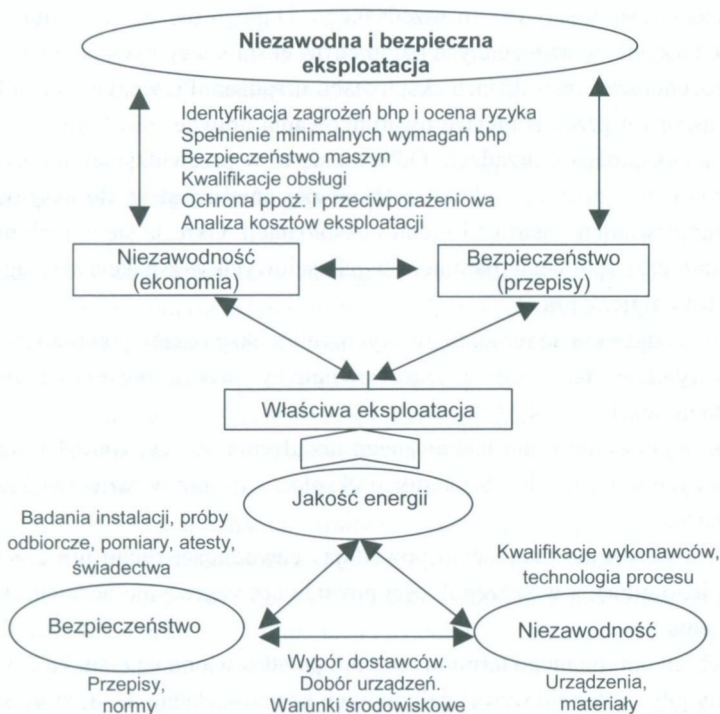 Niezawodna i bezpieczna
eksploatacja
Identyfikacja zagrożeń bhp i ocena ryzyka
Spełnienie minimalnych wymagań bhp
Bezpieczeństwo maszyn
Kwalifikacje obsługi
Ochrona ppoż. i przeciwporażeniowa
Analiza kosztów eksploatacji
Niezawodność
(ekonomia)
Bezpieczeństwo
(przepisy)
Właściwa eksploatacja
Jakość energii
Badania instalacji, próby
odbiorcze, pomiary, atesty,
świadectwa
Kwalifikacje wykonawców,
technologia procesu
Bezpieczeństwo
Niezawodność
Przepisy,
normy
Wybór dostawców.
Dobór urządzeń.
Warunki środowiskowe
Urządzenia,
materiały